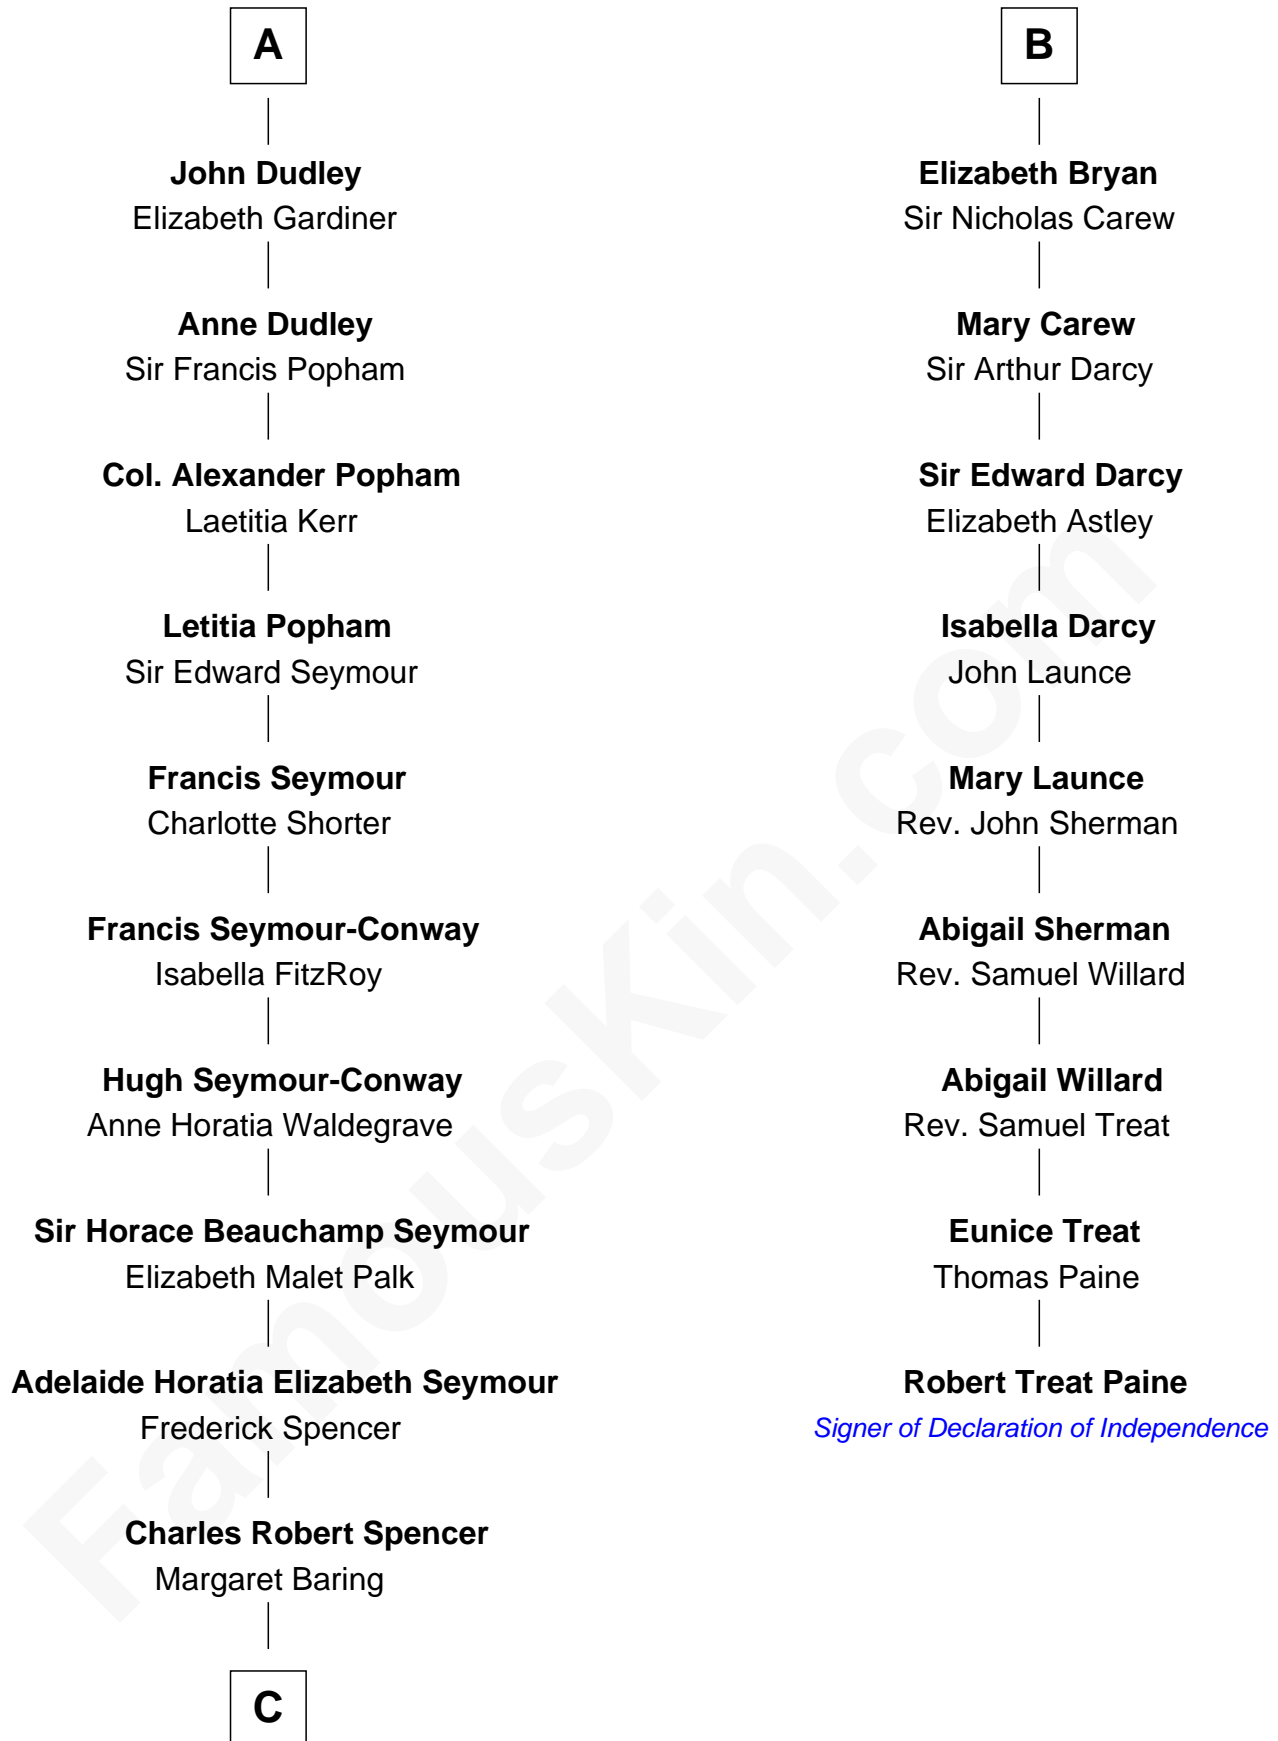 A
John Dudley
Elizabeth Gardiner
Anne Dudley
Sir Francis Popham
Col. Alexander Popham
Laetitia Kerr
Letitia Popham
Sir Edward Seymour
Francis Seymour
Charlotte Shorter
Francis Seymour-Conway
Isabella FitzRoy
Hugh Seymour-Conway
Anne Horatia Waldegrave
Sir Horace Beauchamp Seymour
Elizabeth Malet Palk
Adelaide Horatia Elizabeth Seymour
Frederick Spencer
Charles Robert Spencer
Margaret Baring
C
B
Elizabeth Bryan
Sir Nicholas Carew
Mary Carew
Sir Arthur Darcy
Sir Edward Darcy
Elizabeth Astley
Isabella Darcy
John Launce
Mary Launce
Rev. John Sherman
Abigail Sherman
Rev. Samuel Willard
Abigail Willard
Rev. Samuel Treat
Eunice Treat
Thomas Paine
Robert Treat Paine
Signer of Declaration of Independence
FamousKin.com